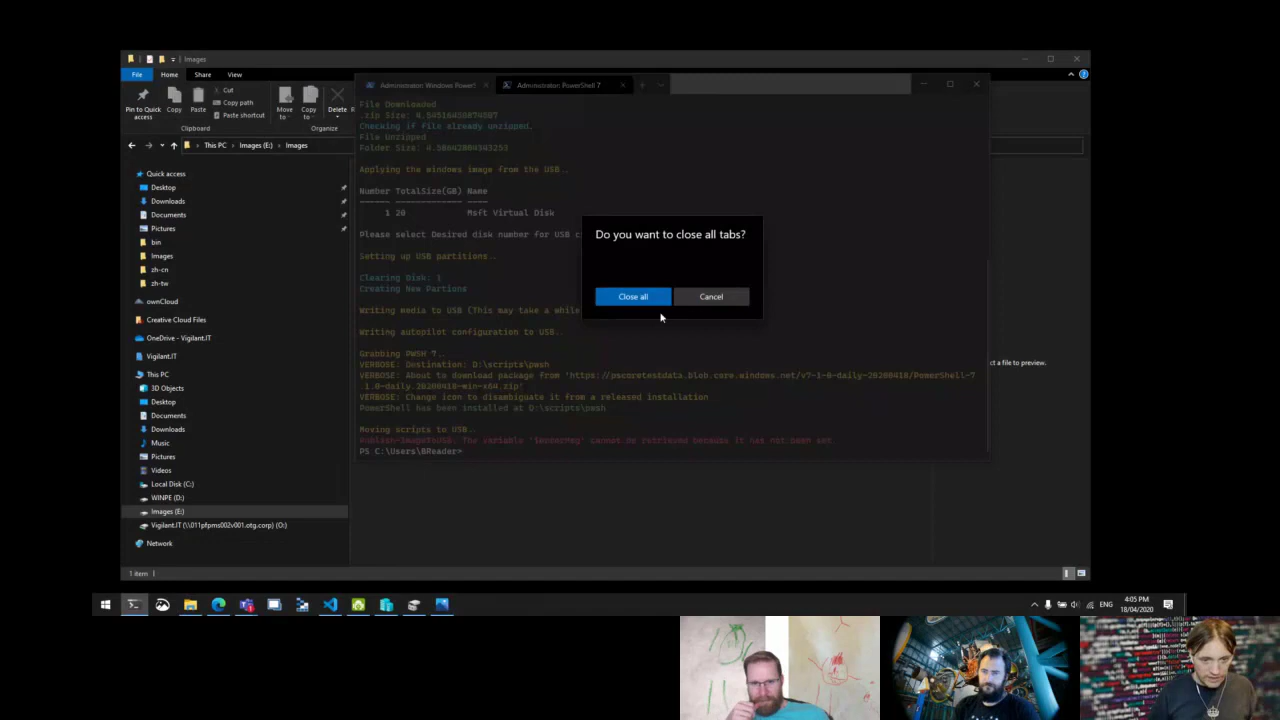 Images
File Home Share View
Pin to Quick access
Copy
Paste
Cut
Copy path
Paste shortcut
Clipboard
Move to
Copy to
Delete
Organize
This PC > Images (E:) > Images
Quick access
Desktop
Downloads
Documents
Pictures
bin
Images
zh-cn
zh-tw
ownCloud
Creative Cloud Files
OneDrive - Vigilant.IT
Vigilant.IT
This PC
3D Objects
Desktop
Documents
Downloads
Music
Pictures
Videos
Local Disk (C:)
WINPE (D:)
Images (E:)
Vigilant.IT (\\011pfpms002v001.otg.corp) (O:)
Network
1 item
Administrator: Windows PowerS
Administrator: PowerShell 7
File Downloaded
.zip Size: 4.54516458874607
Checking if file already unzipped.
File Unzipped
Folder Size:
Applying the windows image from the USB..
Number TotalSize(GB) Name
1 20 Msft Virtual Disk
Please select Desired disk number for USB c
Setting up USB partitions..
Clearing Disk: 1
Creating New Partions
Writing media to USB (This may take a while
Writing autopilot configuration to USB..
Grabbing PWSH 7..
VERBOSE: Destination: D:\scripts\pwsh
VERBOSE: About to download package from 'https://pscoretestdata.blob.core.windows.net/v7-1-0-daily-20200418/PowerShell-7
.1.0-daily.20200418-win-x64.zip'
VERBOSE: Change icon to disambiguate it from a released installation
PowerShell has been installed at D:\scripts\pwsh
Moving scripts to USB..
Publish-ImageToUSB: The variable cannot be retrieved because it has not been set.
PS C:\Users\BReader>
Do you want to close all tabs?
Close all Cancel
ct a file to preview.
ENG
4:05 PM
18/04/2020